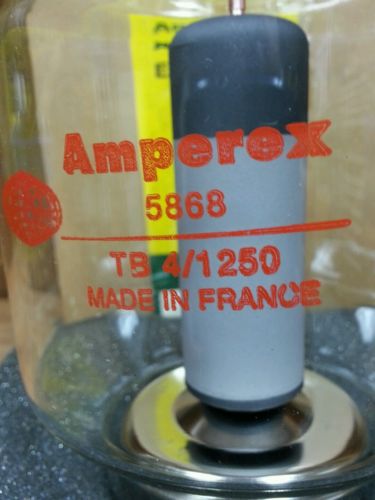 Amperex
5868
TB 4/1250
MADE IN FRANCE